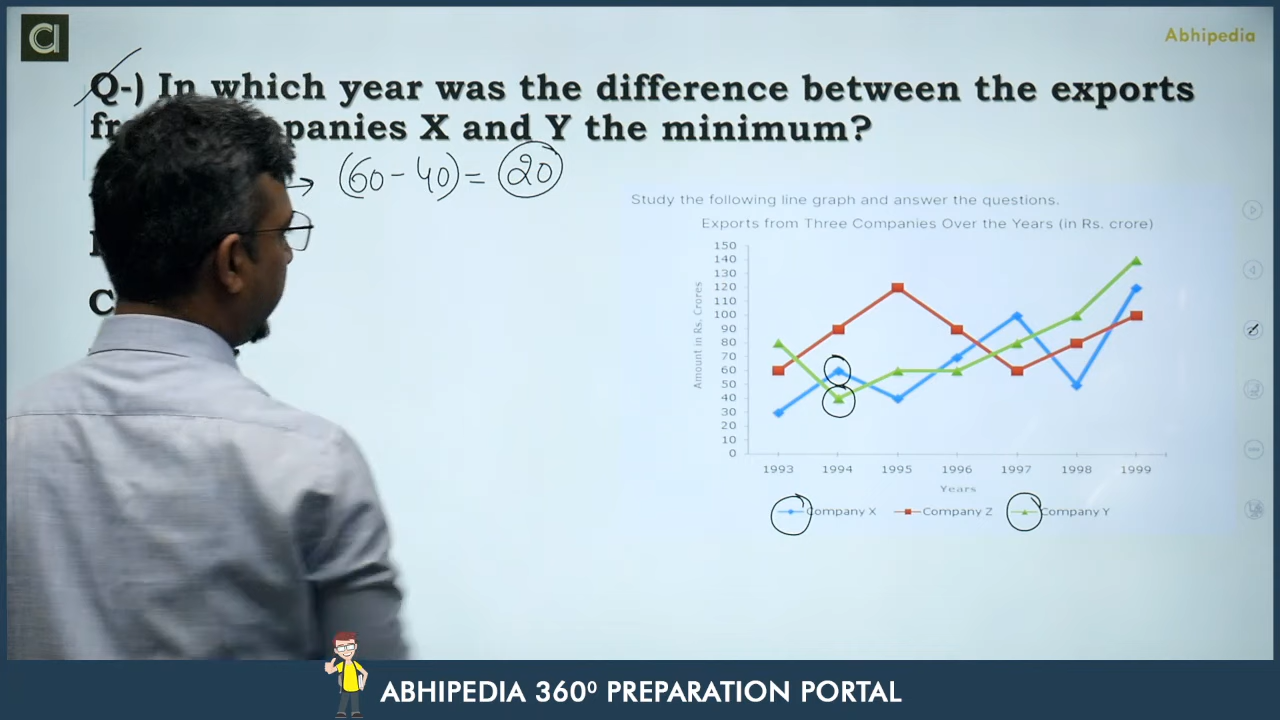 Abhipedia
Q-) In which year was the difference between the exports
fr panies X and Y the minimum?
(60 - 40) = 20
C
Study the following line graph and answer the questions.
Exports from Three Companies Over the Years (in Rs. crore)
Amount in Rs. Crores
150
140
130
120
110
100
90
80
70
60
50
40
30
20
10
0
1993 1994 1995 1996 1997 1998 1999
Years
Company X Company Z Company Y
ABHIPEDIA 360⁰ PREPARATION PORTAL